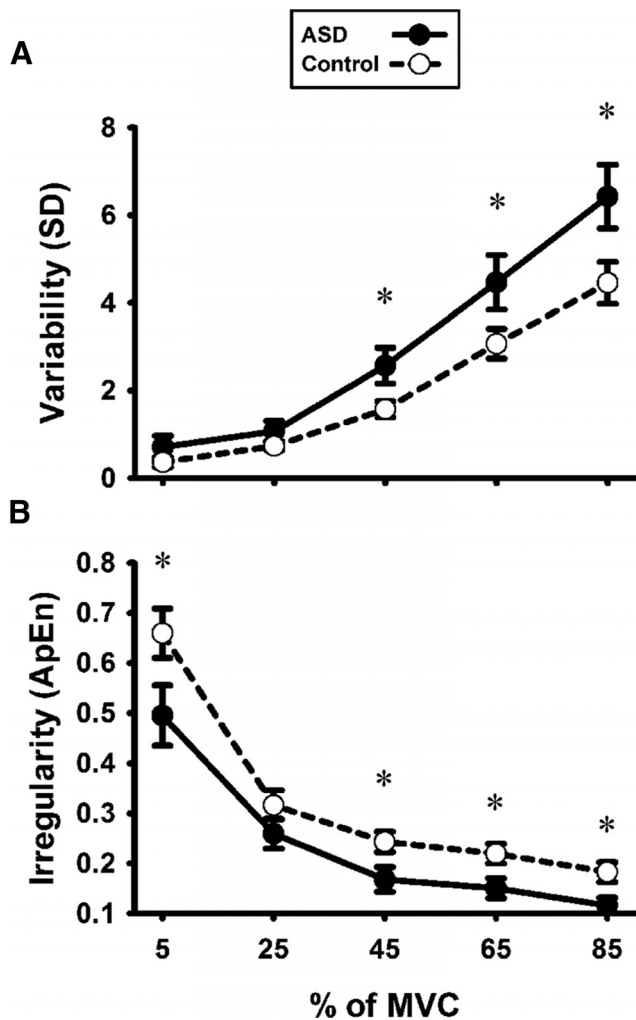 ASD
Control
A
*
*
*
8
6
4
2
0
Variability (SD)
B
*
*
*
*
0.8
0.7
0.6
0.5
0.4
0.3
0.2
0.1
Irregularity (ApEn)
5 25 45 65 85
% of MVC